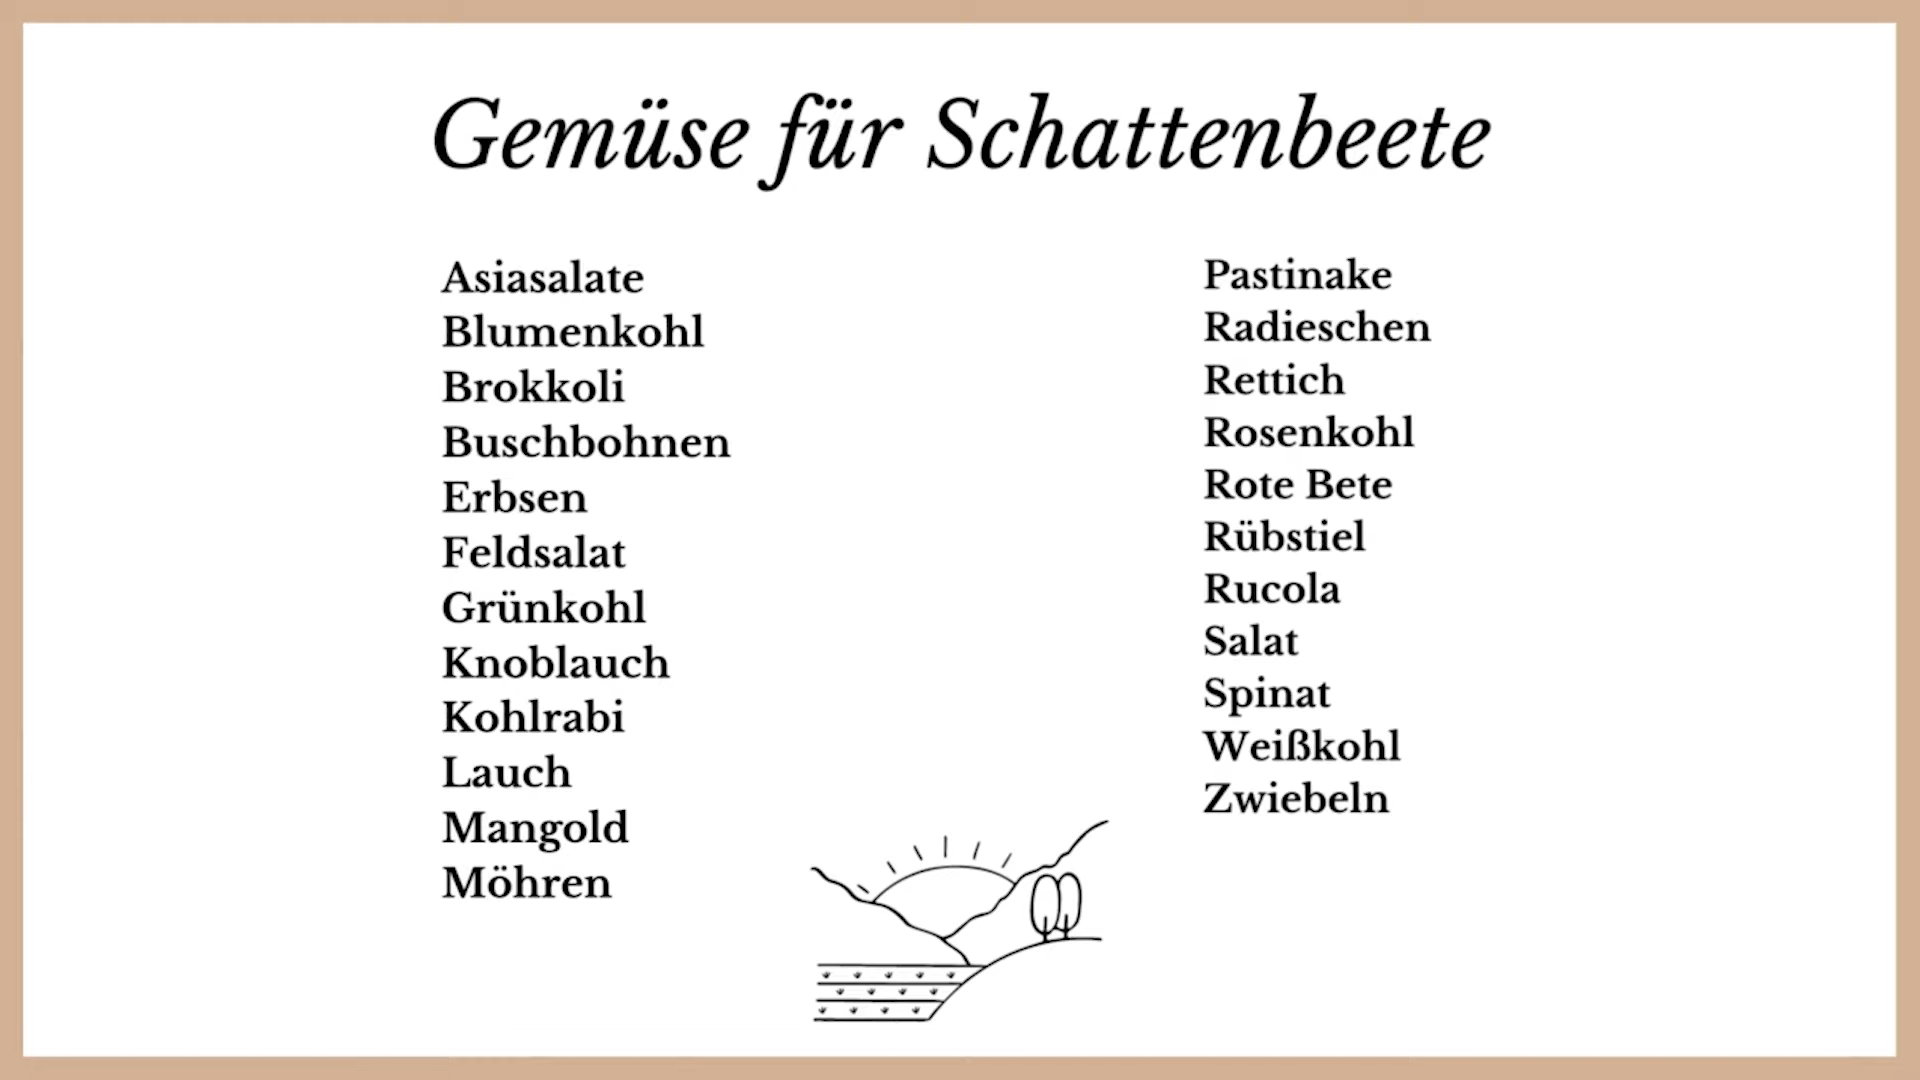 Gemüse für Schattenbeete
Asiasalate
Blumenkohl
Brokkoli
Buschbohnen
Erbsen
Feldsalat
Grünkohl
Knoblauch
Kohlrabi
Lauch
Mangold
Möhren
Pastinake
Radieschen
Rettich
Rosenkohl
Rote Bete
Rübstiel
Rucola
Salat
Spinat
Weißkohl
Zwiebeln